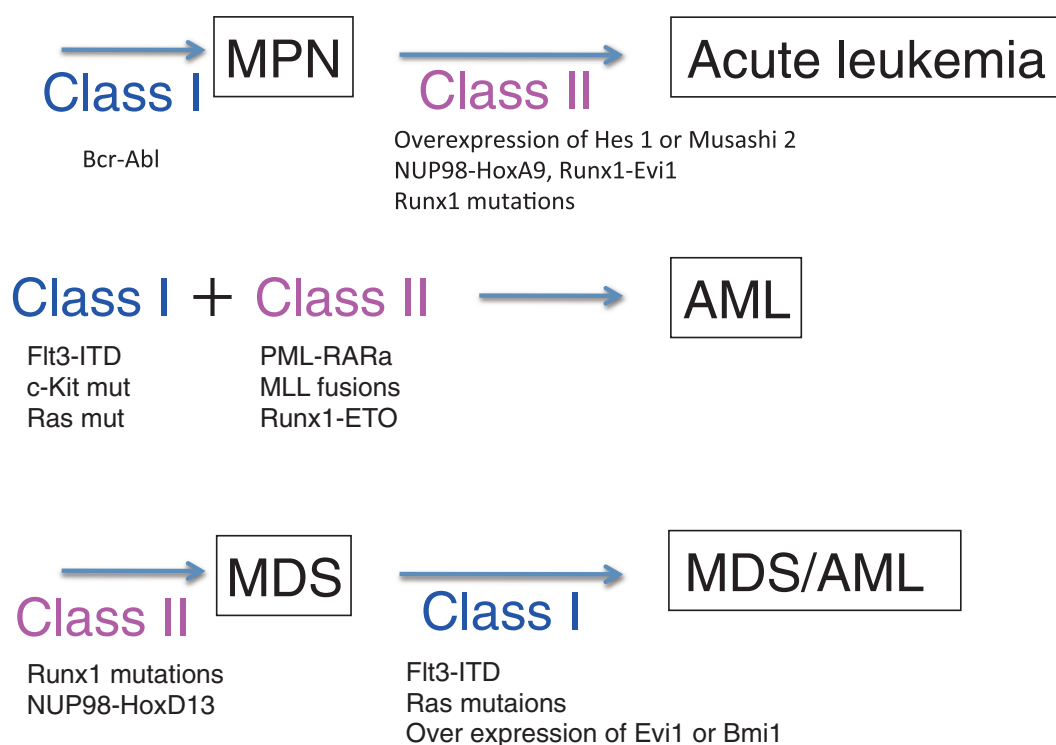 MPN
Acute leukemia
Class I
Class II
Bcr-Abl
Overexpression of Hes 1 or Musashi 2
NUP98-HoxA9, Runx1-Evi1
Runx1 mutations
Class I + Class II
AML
Flt3-ITD
c-Kit mut
Ras mut
PML-RARa
MLL fusions
Runx1-ETO
MDS
MDS/AML
Class II
Class I
Runx1 mutations
NUP98-HoxD13
Flt3-ITD
Ras mutaions
Over expression of Evi1 or Bmi1